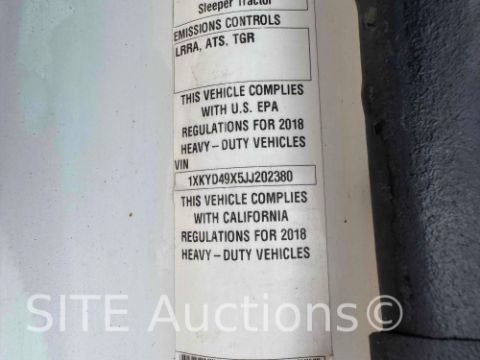 Sleeper Tractor
EMISSIONS CONTROLS
LRRA, ATS, TGR
THIS VEHICLE COMPLIES
WITH U.S. EPA
REGULATIONS FOR 2018
HEAVY-DUTY VEHICLES
VIN
1XKYD49X5JJ202380
THIS VEHICLE COMPLIES
WITH CALIFORNIA
REGULATIONS FOR 2018
HEAVY-DUTY VEHICLES
SITE Auctions©